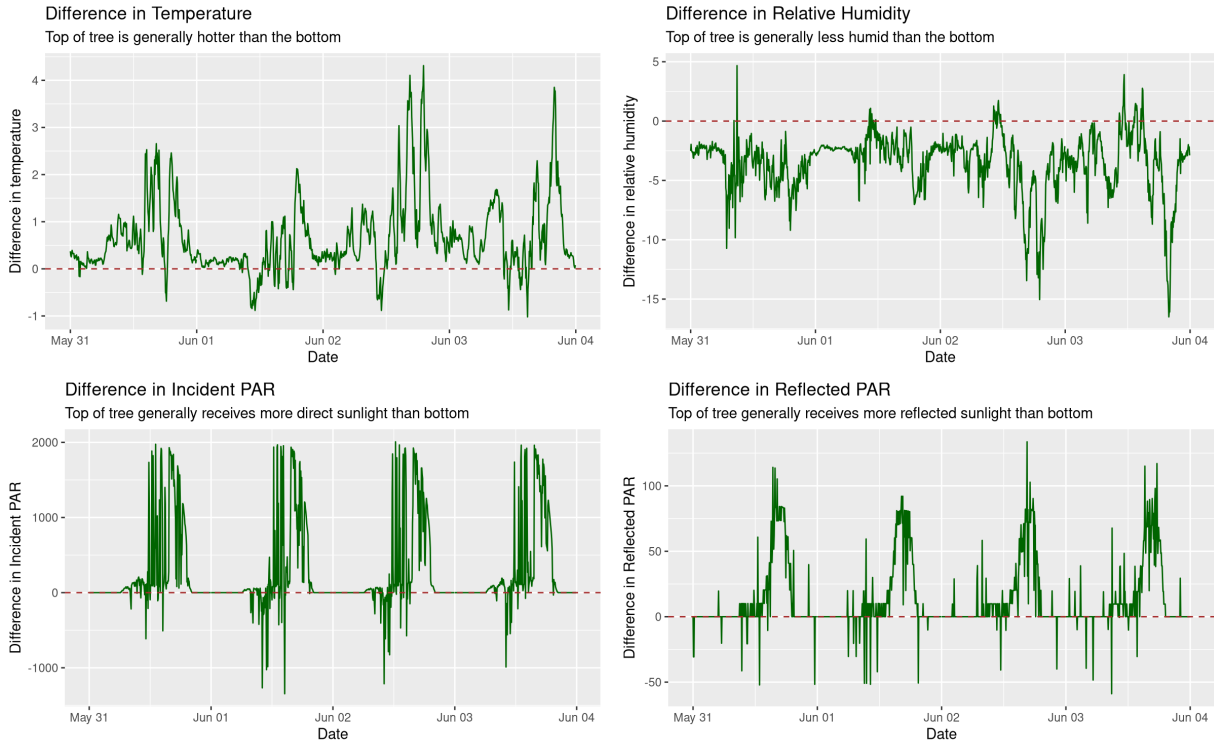 Difference in Temperature
Top of tree is generally hotter than the bottom
Difference in temperature
4
3
2
1
0
-1
May 31 Jun 01 Jun 02 Jun 03 Jun 04
Date
Difference in Relative Humidity
Top of tree is generally less humid than the bottom
Difference in relative humidity
5
0
-5
-10
-15
May 31 Jun 01 Jun 02 Jun 03 Jun 04
Date
Difference in Incident PAR
Top of tree generally receives more direct sunlight than bottom
Difference in Incident PAR
2000
1000
0
-1000
May 31 Jun 01 Jun 02 Jun 03 Jun 04
Date
Difference in Reflected PAR
Top of tree generally receives more reflected sunlight than bottom
Difference in Reflected PAR
100
50
0
-50
May 31 Jun 01 Jun 02 Jun 03 Jun 04
Date